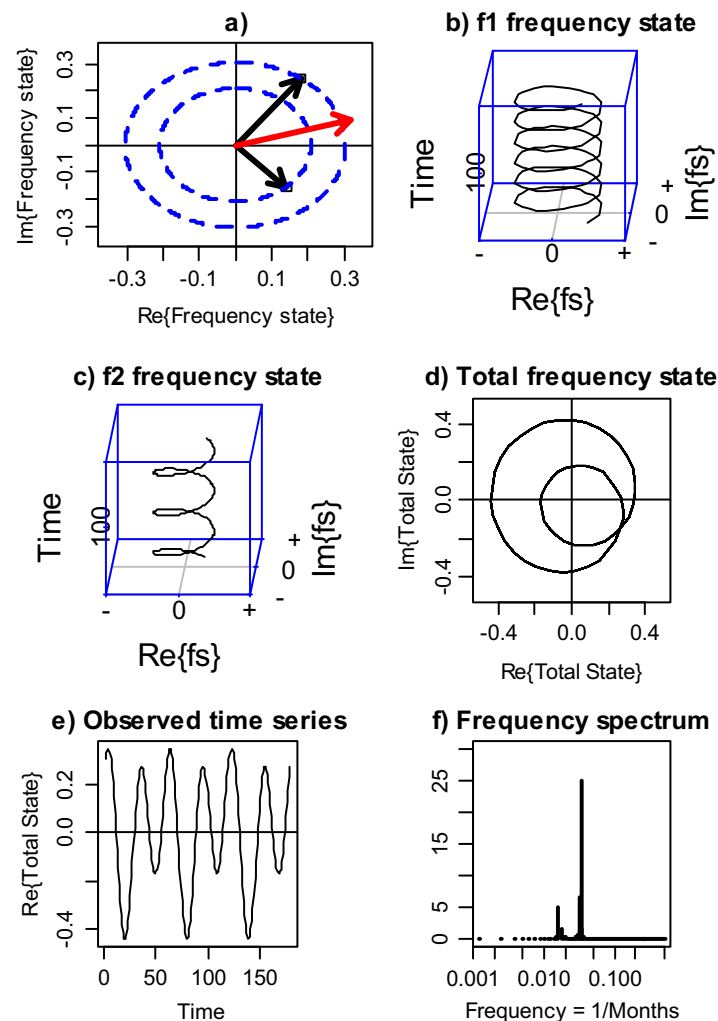 a)
Im{Frequency state}
0.3
0.1
-0.1
-0.3
-0.3
-0.1
0.1
0.3
Re{Frequency state}
b) f1 frequency state
Time
100
Im{fs}
+
0
-
-
0
+
Re{fs}
c) f2 frequency state
Time
100
Im{fs}
+
0
-
-
0
+
Re{fs}
d) Total frequency state
Im{Total State}
0.4
0.0
-0.4
-0.4
0.0
0.4
Re{Total State}
e) Observed time series
Re{Total State}
0.2
0.0
-0.4
0
50
100
150
Time
f) Frequency spectrum
25
15
5
0
0.001
0.010
0.100
Frequency = 1/Months